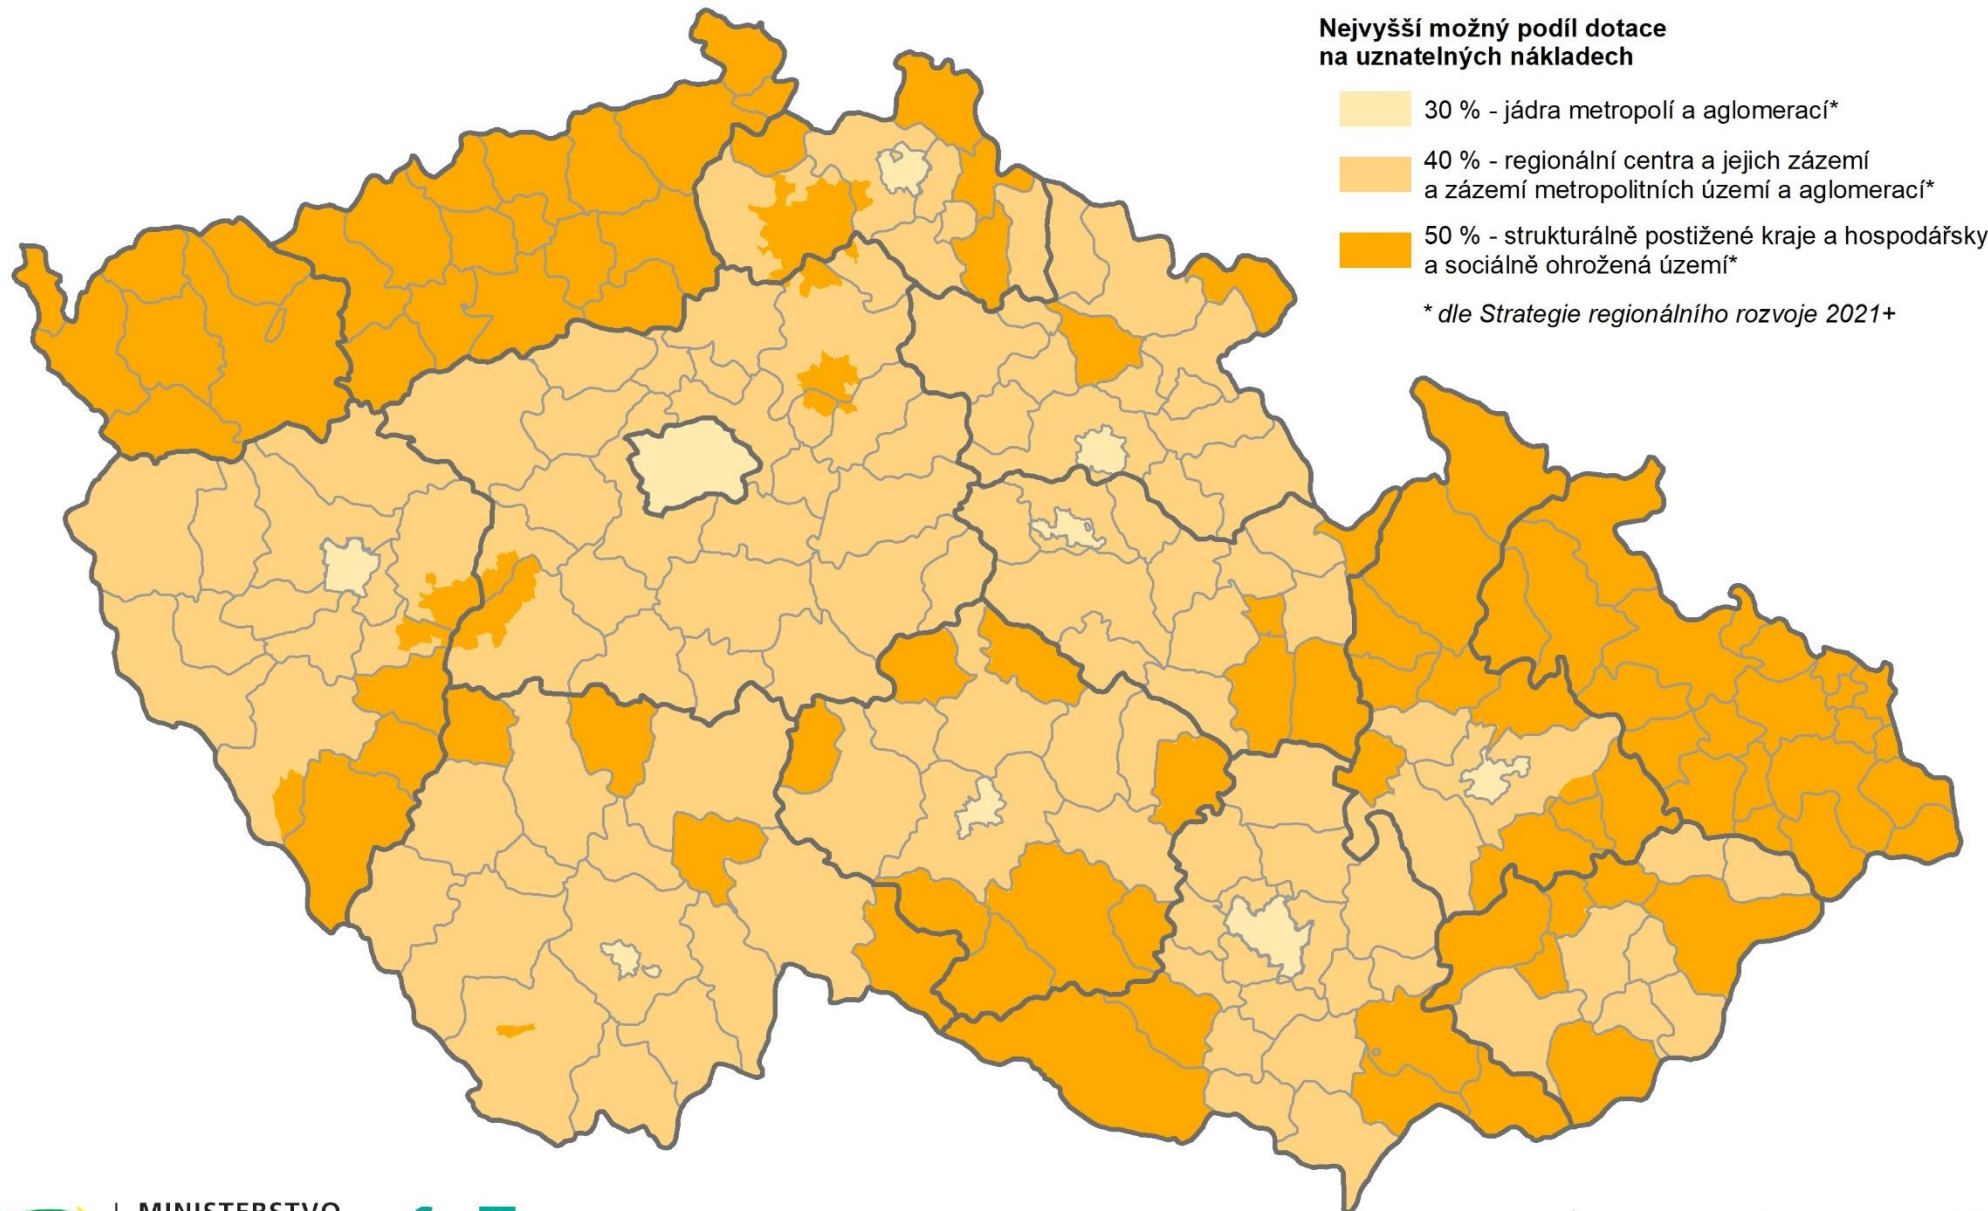 Nejvyšší možný podíl dotace
na uznatelných nákladech
30 % - jádra metropolí a aglomerací*
40 % - regionální centra a jejich zázemí
a zázemí metropolitních území a aglomerací*
50 % - strukturálně postižené kraje a hospodářsky
a sociálně ohrožená území*
* dle Strategie regionálního rozvoje 2021+
MINISTERSTVO